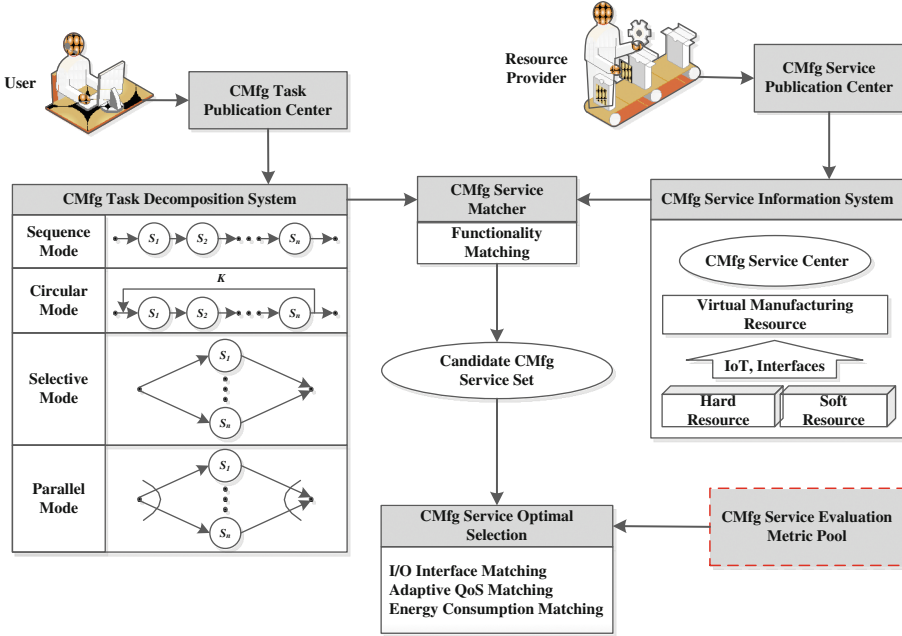 User
CMfg Task
Publication Center
Resource
Provider
CMfg Service
Publication Center
CMfg Task Decomposition System
Sequence
Mode
S1
S2
Sn
Circular
Mode
K
S1
S2
Sn
Selective
Mode
S1
Sn
Parallel
Mode
S1
Sn
CMfg Service
Matcher
Functionality
Matching
Candidate CMfg
Service Set
CMfg Service Optimal
Selection
I/O Interface Matching
Adaptive QoS Matching
Energy Consumption Matching
CMfg Service Information System
CMfg Service Center
Virtual Manufacturing
Resource
IoT, Interfaces
Hard
Resource
Soft
Resource
CMfg Service Evaluation
Metric Pool